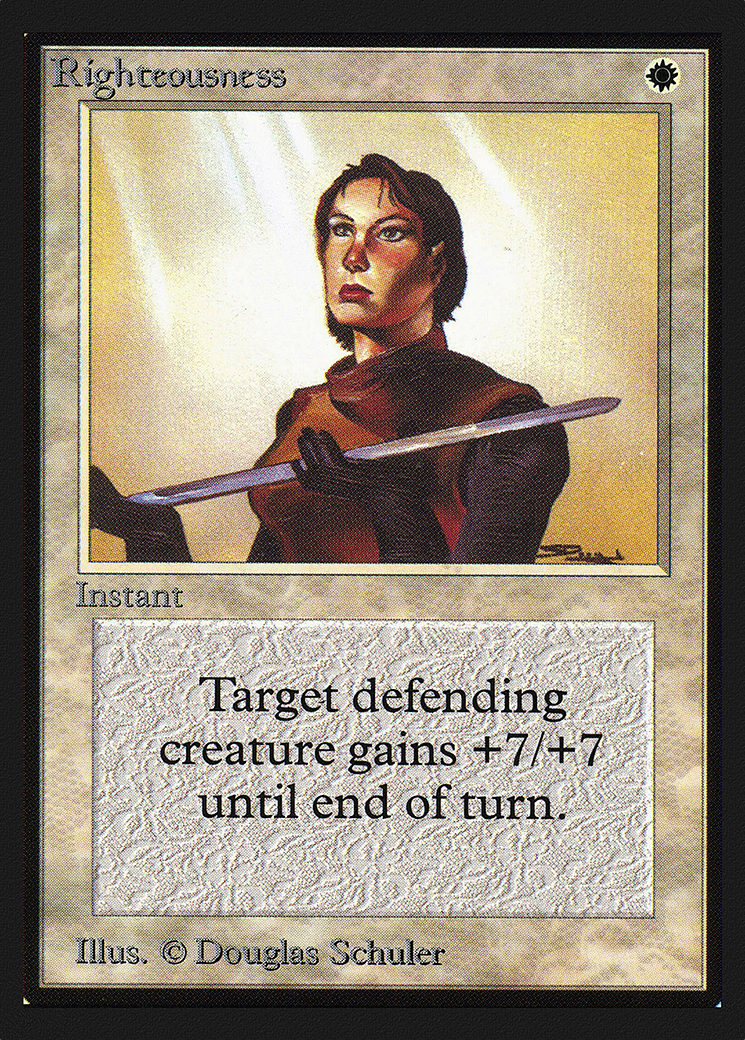 Righteousness
Instant
Target defending
creature gains +7/+7
until end of turn.
Illus. © Douglas Schuler